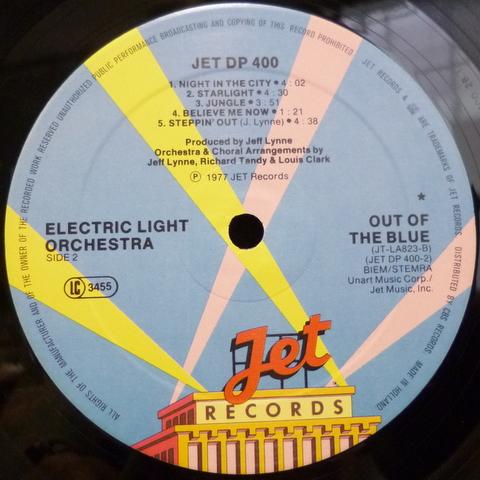 JET DP 400
1. NIGHT IN THE CITY • 4 : 02
2. STARLIGHT • 4 : 30
3. JUNGLE • 3 : 51
4. BELIEVE ME NOW • 1 : 21
5. STEPPIN' OUT (J. Lynne) • 4 : 38
Produced by Jeff Lynne
Orchestra & Choral Arrangements by
Jeff Lynne, Richard Tandy & Louis Clark
Ⓟ 1977 JET Records
ELECTRIC LIGHT
ORCHESTRA
SIDE 2
LC 3455
*
OUT OF
THE BLUE
(JT-LA823-B)
(JET DP 400-2)
BIEM/STEMRA
Unart Music Corp./
Jet Music, Inc.
Jet
RECORDS
ALL RIGHTS OF THE MANUFACTURER AND OF THE OWNER OF THE RECORDED WORK RESERVED UNAUTHORIZED PUBLIC PERFORMANCE BROADCASTING AND COPYING OF THIS RECORD PROHIBITED
JET RECORDS & ARE TRADEMARKS OF JET RECORDS. DISTRIBUTED BY CBS RECORDS. MADE IN HOLLAND.